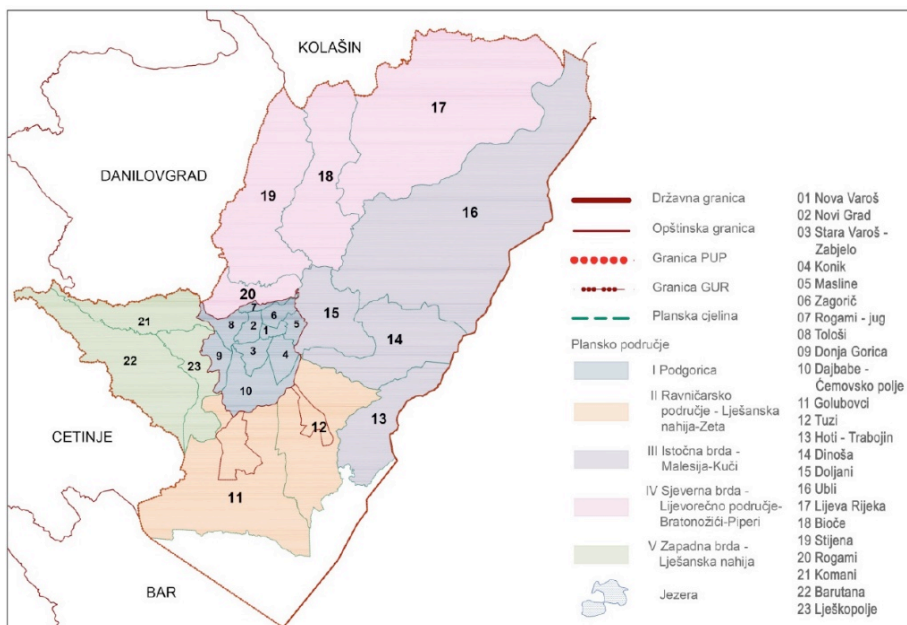 KOLAŠIN
DANILOVGRAD
CETINJE
BAR
17
18
19
16
20
7
6
8
2
1
5
9
3
4
10
15
14
13
21
22
23
12
11
Državna granica
Opštinska granica
Granica PUP
Granica GUR
Planska cjelina
Plansko područje
I Podgorica
II Ravničarsko
područje - Lješanska
nahija-Zeta
III Istočna brda -
Malesija-Kuči
IV Sjeverna brda -
Lijevorečno područje-
Bratonožići-Piperi
V Zapadna brda -
Lješanska nahija
Jezera
01 Nova Varoš
02 Novi Grad
03 Stara Varoš -
Zabjelo
04 Konik
05 Masline
06 Zagorič
07 Rogami - jug
08 Tološi
09 Donja Gorica
10 Dajbabe -
Ćemovsko polje
11 Golubovci
12 Tuzi
13 Hoti - Trabojin
14 Dinoša
15 Doljani
16 Ubli
17 Lijeva Rijeka
18 Bioče
19 Stijena
20 Rogami
21 Komani
22 Barutana
23 Lješkopolje